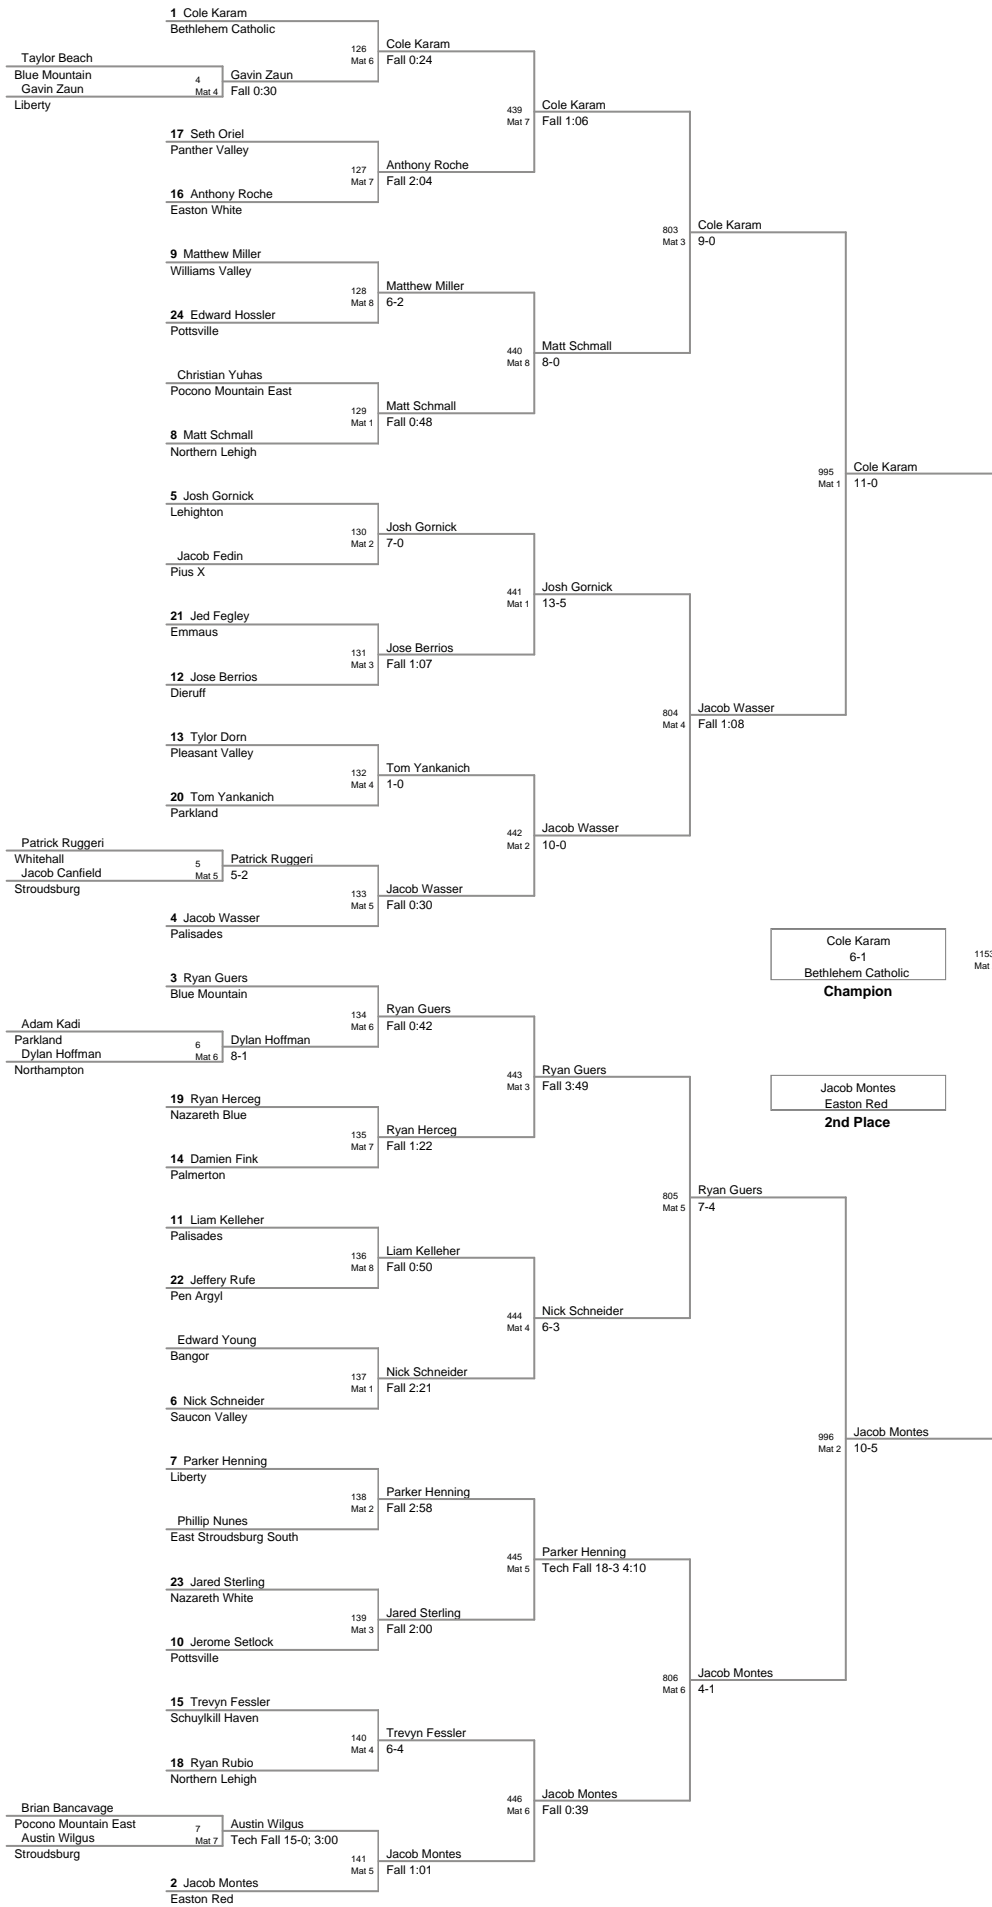 1 Cole Karam
Bethlehem Catholic
126
Mat 6
Cole Karam
Fall 0:24
Taylor Beach
Blue Mountain
Gavin Zaun
Liberty
4
Mat 4
Gavin Zaun
Fall 0:30
439
Mat 7
Cole Karam
Fall 1:06
17 Seth Oriel
Panther Valley
127
Mat 7
Anthony Roche
Fall 2:04
16 Anthony Roche
Easton White
803
Mat 3
Cole Karam
9-0
9 Matthew Miller
Williams Valley
128
Mat 8
Matthew Miller
6-2
24 Edward Hossler
Pottsville
440
Mat 8
Matt Schmall
8-0
Christian Yuhas
Pocono Mountain East
129
Mat 1
Matt Schmall
Fall 0:48
8 Matt Schmall
Northern Lehigh
995
Mat 1
Cole Karam
11-0
5 Josh Gornick
Lehighton
130
Mat 2
Josh Gornick
7-0
Jacob Fedin
Pius X
441
Mat 1
Josh Gornick
13-5
21 Jed Fegley
Emmaus
131
Mat 3
Jose Berrios
Fall 1:07
12 Jose Berrios
Dieruff
804
Mat 4
Jacob Wasser
Fall 1:08
13 Tylor Dorn
Pleasant Valley
132
Mat 4
Tom Yankanich
1-0
20 Tom Yankanich
Parkland
442
Mat 2
Jacob Wasser
10-0
Patrick Ruggeri
Whitehall
Jacob Canfield
Stroudsburg
5
Mat 5
Patrick Ruggeri
5-2
133
Mat 5
Jacob Wasser
Fall 0:30
4 Jacob Wasser
Palisades
Cole Karam
6-1
Bethlehem Catholic
Champion
1153
Mat
3 Ryan Guers
Blue Mountain
134
Mat 6
Ryan Guers
Fall 0:42
Adam Kadi
Parkland
Dylan Hoffman
Northampton
6
Mat 6
Dylan Hoffman
8-1
443
Mat 3
Ryan Guers
Fall 3:49
Jacob Montes
Easton Red
2nd Place
19 Ryan Herceg
Nazareth Blue
135
Mat 7
Ryan Herceg
Fall 1:22
14 Damien Fink
Palmerton
805
Mat 5
Ryan Guers
7-4
11 Liam Kelleher
Palisades
136
Mat 8
Liam Kelleher
Fall 0:50
22 Jeffery Rufe
Pen Argyl
444
Mat 4
Nick Schneider
6-3
Edward Young
Bangor
137
Mat 1
Nick Schneider
Fall 2:21
6 Nick Schneider
Saucon Valley
996
Mat 2
Jacob Montes
10-5
7 Parker Henning
Liberty
138
Mat 2
Parker Henning
Fall 2:58
Phillip Nunes
East Stroudsburg South
445
Mat 5
Parker Henning
Tech Fall 18-3 4:10
23 Jared Sterling
Nazareth White
139
Mat 3
Jared Sterling
Fall 2:00
10 Jerome Setlock
Pottsville
806
Mat 6
Jacob Montes
4-1
15 Trevyn Fessler
Schuylkill Haven
140
Mat 4
Trevyn Fessler
6-4
18 Ryan Rubio
Northern Lehigh
446
Mat 6
Jacob Montes
Fall 0:39
Brian Bancavage
Pocono Mountain East
Austin Wilgus
Stroudsburg
7
Mat 7
Austin Wilgus
Tech Fall 15-0; 3:00
141
Mat 5
Jacob Montes
Fall 1:01
2 Jacob Montes
Easton Red